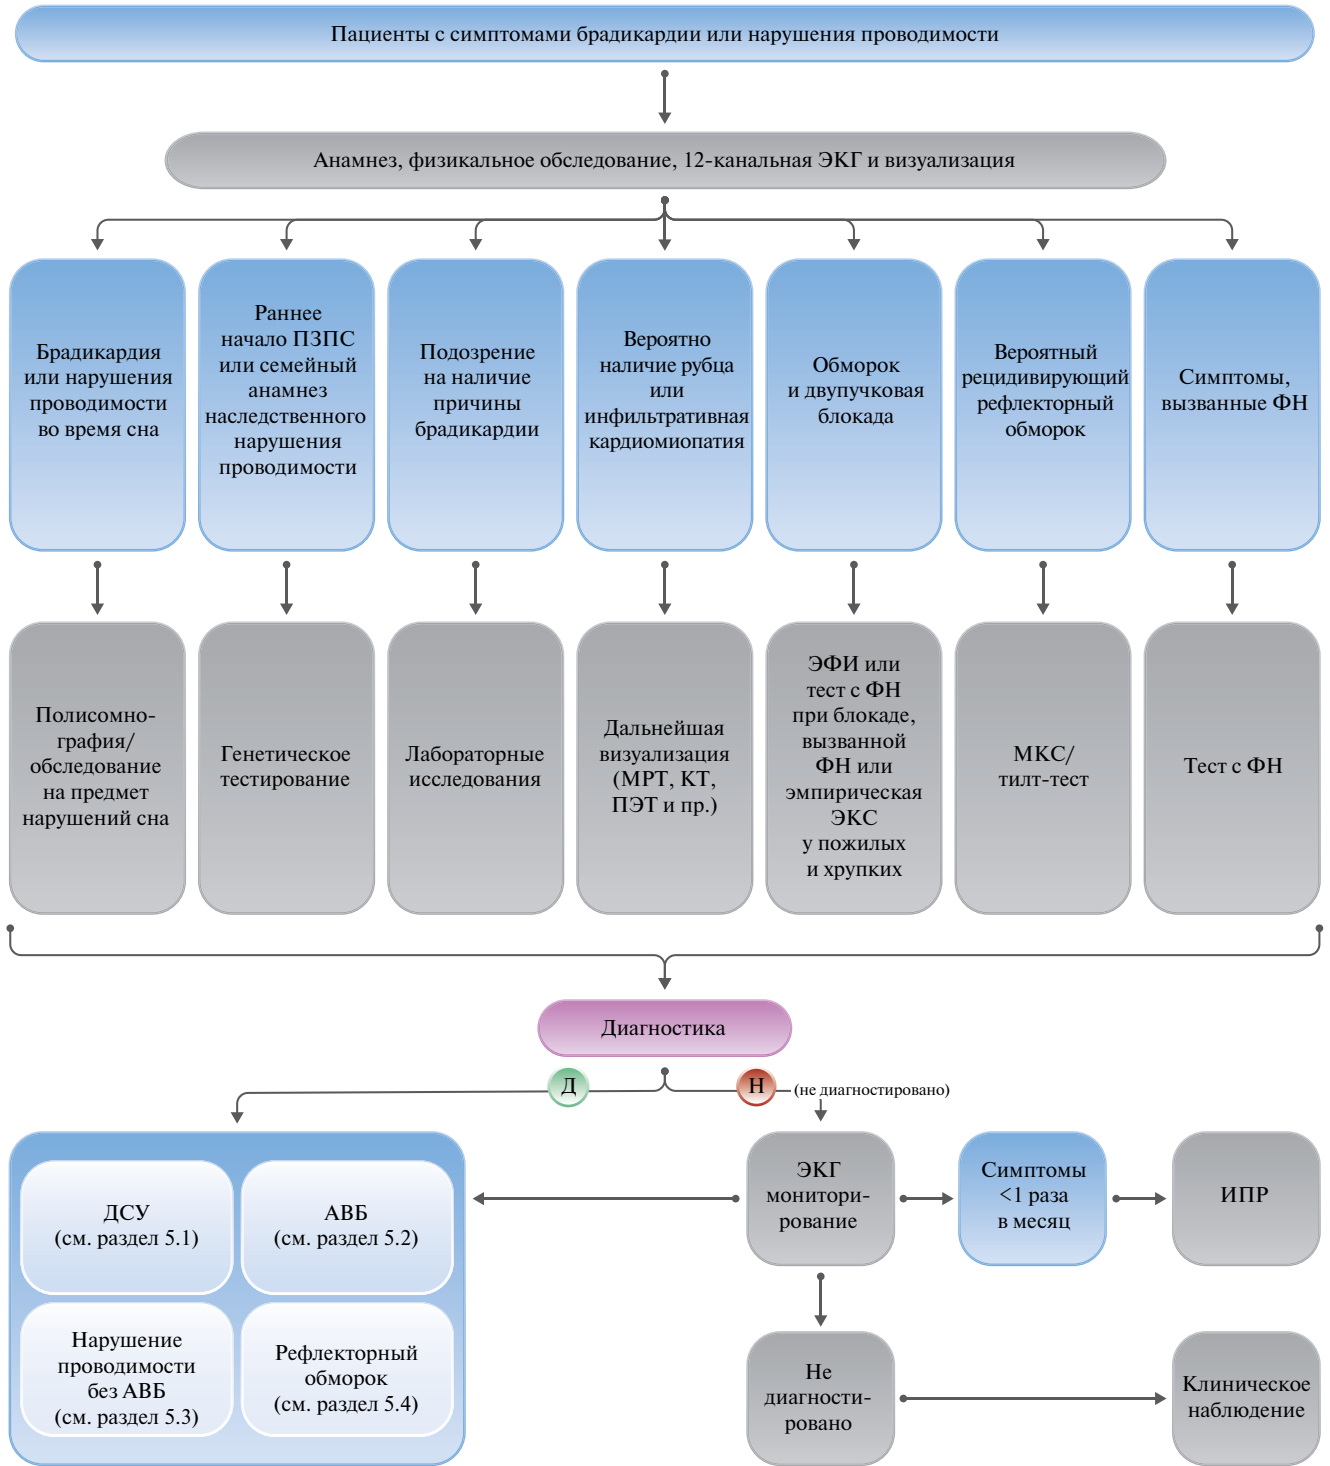 Пациенты с симптомами брадикардии или нарушения проводимости
Анамнез, физикальное обследование, 12-канальная ЭКГ и визуализация
Брадикардия
или нарушения
проводимости
во время сна
Раннее
начало ПЗПС
или семейный
анамнез
наследственного
нарушения
проводимости
Подозрение
на наличие
причины
брадикардии
Вероятно
наличие рубца
или
инфильтративная
кардиомиопатия
Обморок
и двупучковая
блокада
Вероятный
рецидивирующий
рефлекторный
обморок
Симптомы,
вызванные ФН
Полисомно-
графия/
обследование
на предмет
нарушений сна
Генетическое
тестирование
Лабораторные
исследования
Дальнейшая
визуализация
(МРТ, КТ,
ПЭТ и пр.)
ЭФИ или
тест с ФН
при блокаде,
вызванной
ФН или
эмпирическая
ЭКС
у пожилых
и хрупких
МКС/
тилт-тест
Тест с ФН
Диагностика
Д
Н
(не диагностировано)
ДСУ
(см. раздел 5.1)
АВБ
(см. раздел 5.2)
Нарушение
проводимости
без АВБ
(см. раздел 5.3)
Рефлекторный
обморок
(см. раздел 5.4)
ЭКГ
монитори-
рование
Симптомы
<1 раза
в месяц
ИПР
Не
диагности-
ровано
Клиническое
наблюдение